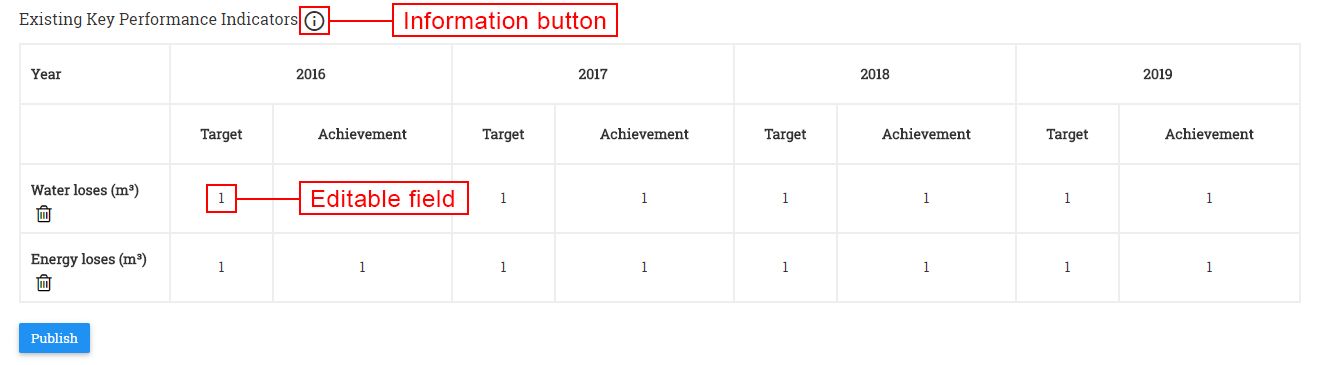 Existing Key Performance Indicators Information button
Year 2016 2017 2018 2019
Target Achievement Target Achievement Target Achievement Target Achievement
Water loses (m³) 1 Editable field 1 1 1 1 1 1
Energy loses (m³) 1 1 1 1 1 1 1 1
Publish